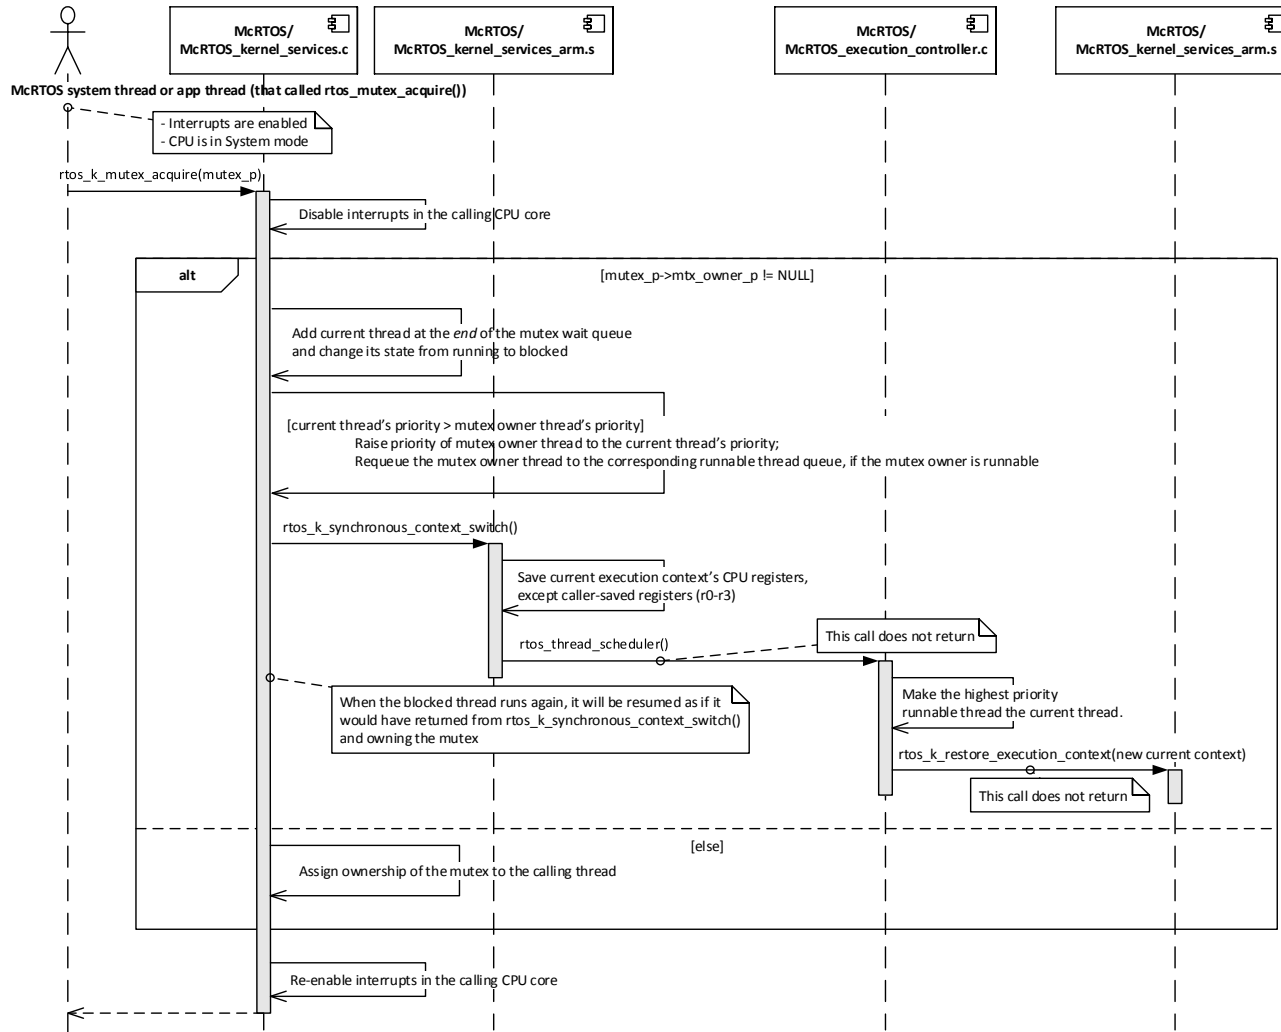 McRTOS/
McRTOS_kernel_services.c
McRTOS/
McRTOS_kernel_services_arm.s
McRTOS/
McRTOS_execution_controller.c
McRTOS/
McRTOS_kernel_services_arm.s
McRTOS system thread or app thread (that called rtos_mutex_acquire())
- Interrupts are enabled
- CPU is in System mode
rtos_k_mutex_acquire(mutex_p)
Disable interrupts in the calling CPU core
alt
[mutex_p->mtx_owner_p != NULL]
Add current thread at the end of the mutex wait queue
and change its state from running to blocked
[current thread’s priority > mutex owner thread’s priority]
Raise priority of mutex owner thread to the current thread’s priority;
Requeue the mutex owner thread to the corresponding runnable thread queue, if the mutex owner is runnable
rtos_k_synchronous_context_switch()
Save current execution context’s CPU registers,
except caller-saved registers (r0-r3)
rtos_thread_scheduler()
This call does not return
When the blocked thread runs again, it will be resumed as if it
would have returned from rtos_k_synchronous_context_switch()
and owning the mutex
Make the highest priority
runnable thread the current thread.
rtos_k_restore_execution_context(new current context)
This call does not return
[else]
Assign ownership of the mutex to the calling thread
Re-enable interrupts in the calling CPU core